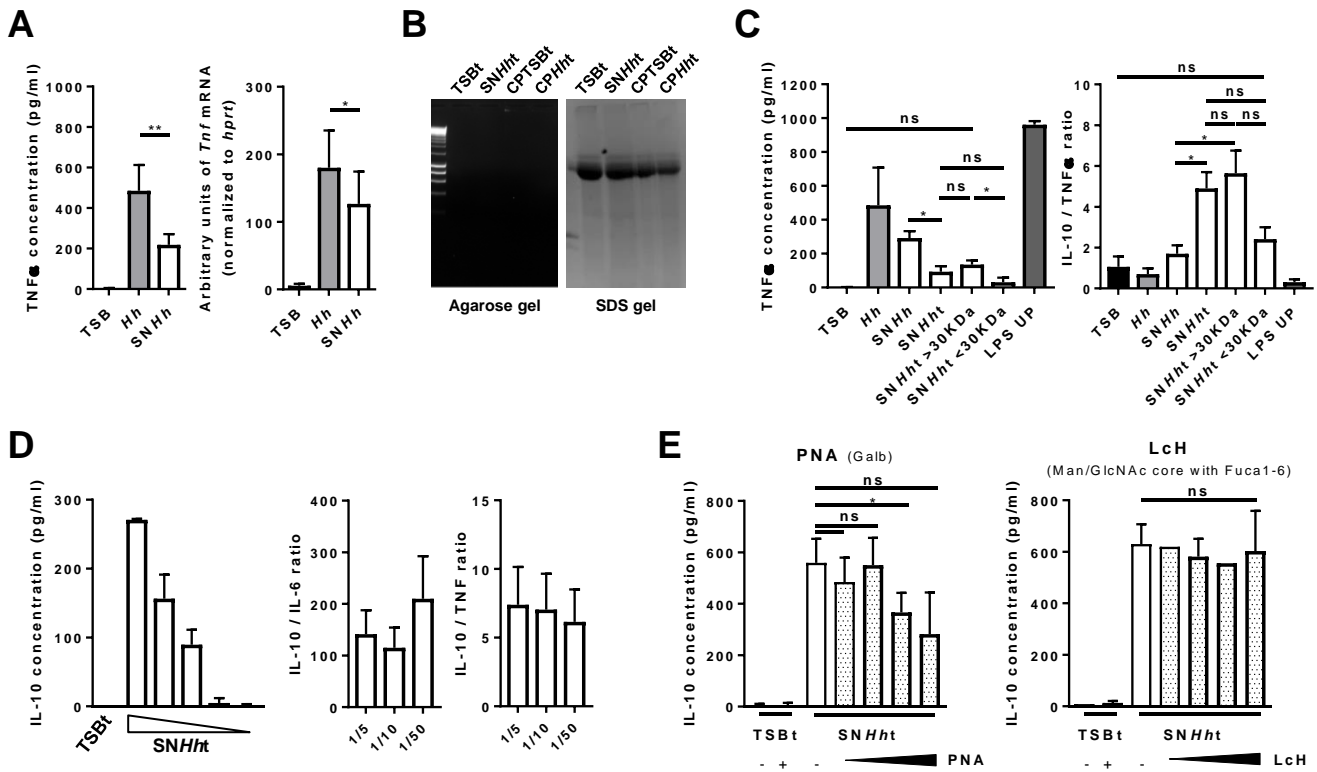 A
TNFα concentration (pg/ml)
1000
800
600
400
200
0
**
TSB
Hh
SNHh
Arbitrary units of Tnf mRNA
(normalized to hprt)
300
200
100
0
*
TSB
Hh
SNHh
B
TSBt
SNHht
CPTSBt
CPHht
TSBt
SNHht
CPTSBt
CPHht
Agarose gel
SDS gel
C
TNFα concentration (pg/ml)
1200
1000
800
600
400
200
0
ns
ns
ns
*
*
TSB
Hh
SNHh
SNHht
SNHht >30KDa
SNHht <30KDa
LPS UP
IL-10 / TNFα ratio
10
8
6
4
2
0
ns
ns
ns
ns
*
*
TSB
Hh
SNHh
SNHht
SNHht >30KDa
SNHht <30KDa
LPS UP
D
IL-10 concentration (pg/ml)
300
200
100
0
TSBt
SNHht
IL-10 / IL-6 ratio
400
300
200
100
0
1/5
1/10
1/50
IL-10 / TNF ratio
15
10
5
0
1/5
1/10
1/50
E
PNA (Galb)
IL-10 concentration (pg/ml)
800
600
400
200
0
ns
*
ns
TSBt
SNHht
- +
-
PNA
LcH
(Man/GlcNAc core with Fuca1-6)
IL-10 concentration (pg/ml)
800
600
400
200
0
ns
TSBt
SNHht
- +
-
LcH